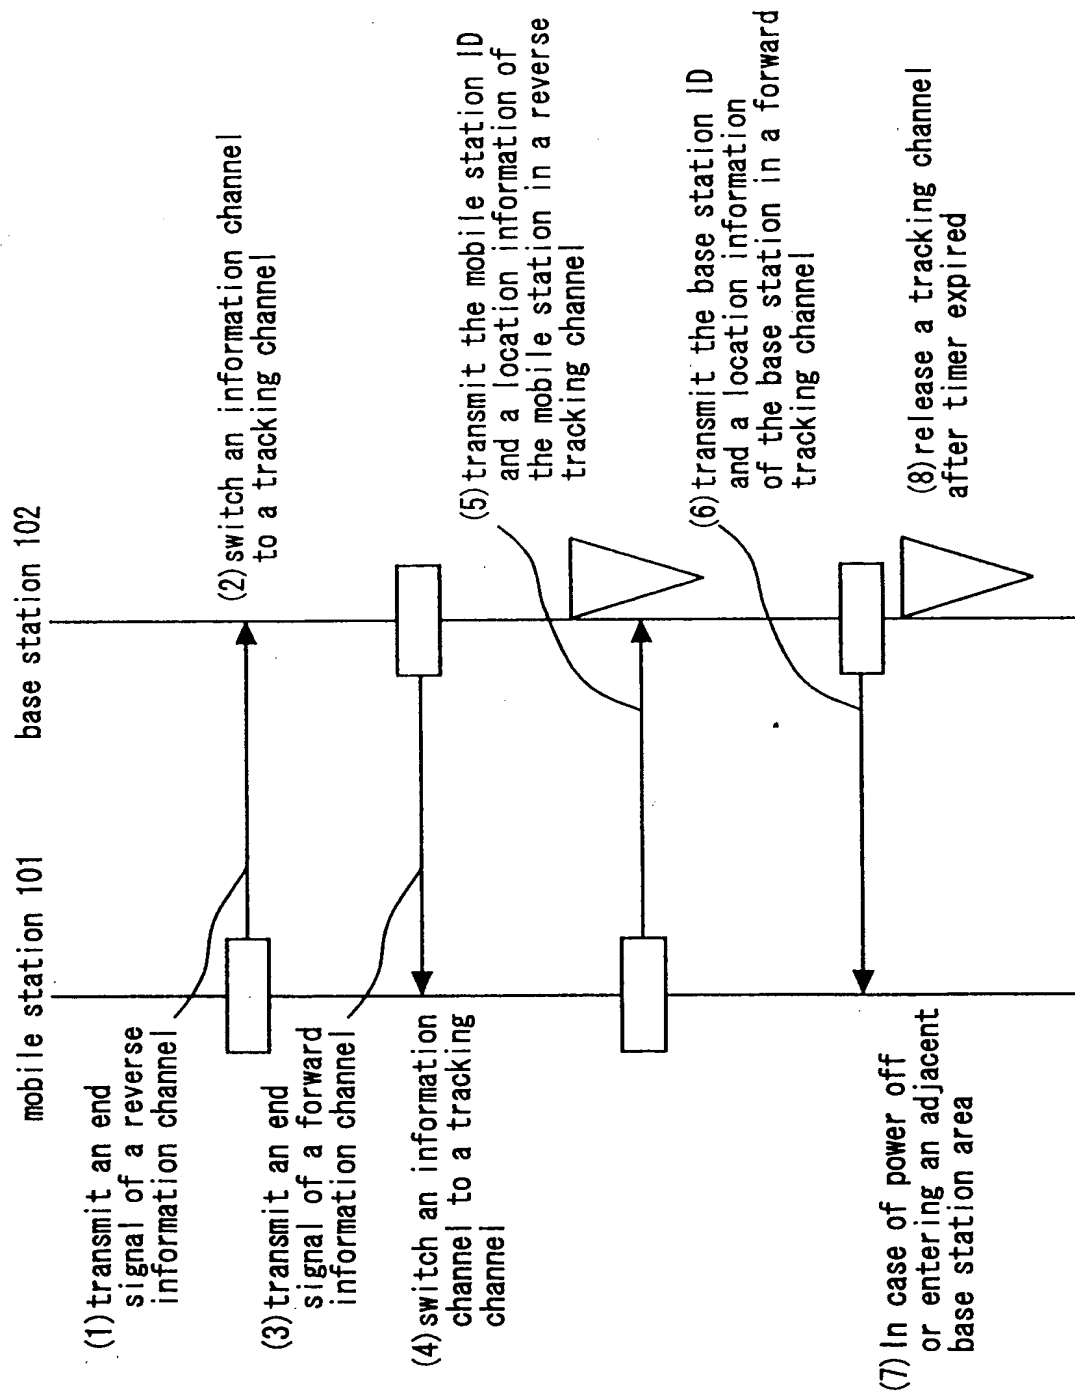 mobile station 101
base station 102
(1)transmit an end
signal of a reverse
information channel
(2)switch an information channel
to a tracking channel
(3)transmit an end
signal of a forward
information channel
(4)switch an information
channel to a tracking
channel
(5)transmit the mobile station ID
and a location information of
the mobile station in a reverse
tracking channel
(6)transmit the base station ID
and a location information
of the base station in a forward
tracking channel
(7)In case of power off
or entering an adjacent
base station area
(8)release a tracking channel
after timer expired